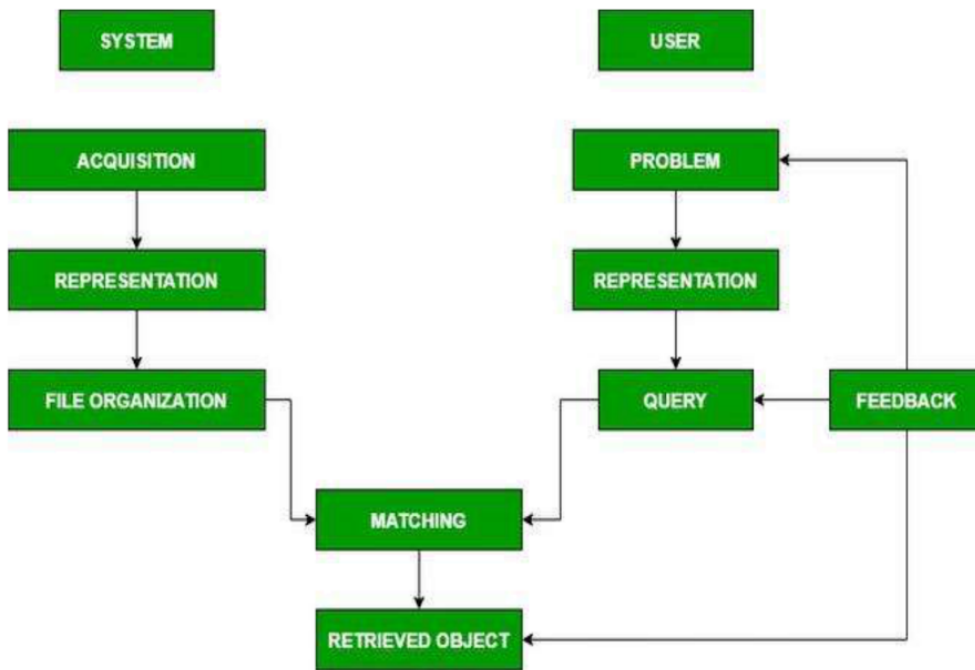 SYSTEM
USER
ACQUISITION
PROBLEM
REPRESENTATION
REPRESENTATION
FILE ORGANIZATION
QUERY
FEEDBACK
MATCHING
RETRIEVED OBJECT